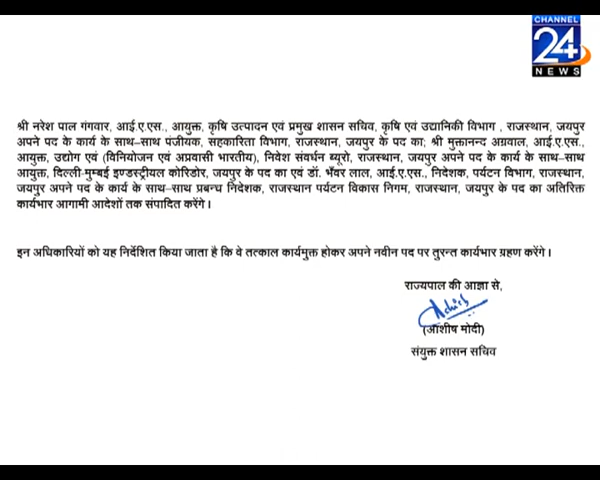 CHANNEL
24
NEWS
श्री नरेश पाल गंगवार, आई.ए.एस., आयुक्त, कृषि उत्पादन एवं प्रमुख शासन सचिव, कृषि एवं उद्यानिकी विभाग , राजस्थान, जयपुर
अपने पद के कार्य के साथ–साथ पंजीयक, सहकारिता विभाग, राजस्थान, जयपुर के पद का; श्री मुक्तानन्द अग्रवाल, आई.ए.एस.,
आयुक्त, उद्योग एवं (विनियोजन एवं अप्रवासी भारतीय), निवेश संवर्धन ब्यूरो, राजस्थान, जयपुर अपने पद के कार्य के साथ–साथ
आयुक्त, दिल्ली-मुम्बई इण्डस्ट्रीयल कोरिडोर, जयपुर के पद का एवं डॉ. भँवर लाल, आई.ए.एस., निदेशक, पर्यटन विभाग, राजस्थान,
जयपुर अपने पद के कार्य के साथ–साथ प्रबन्ध निदेशक, राजस्थान पर्यटन विकास निगम, राजस्थान, जयपुर के पद का अतिरिक्त
कार्यभार आगामी आदेशों तक संपादित करेंगे ।
इन अधिकारियों को यह निर्देशित किया जाता है कि वे तत्काल कार्यमुक्त होकर अपने नवीन पद पर तुरन्त कार्यभार ग्रहण करेंगे ।
राज्यपाल की आज्ञा से,
Ashish
(आशीष मोदी)
संयुक्त शासन सचिव